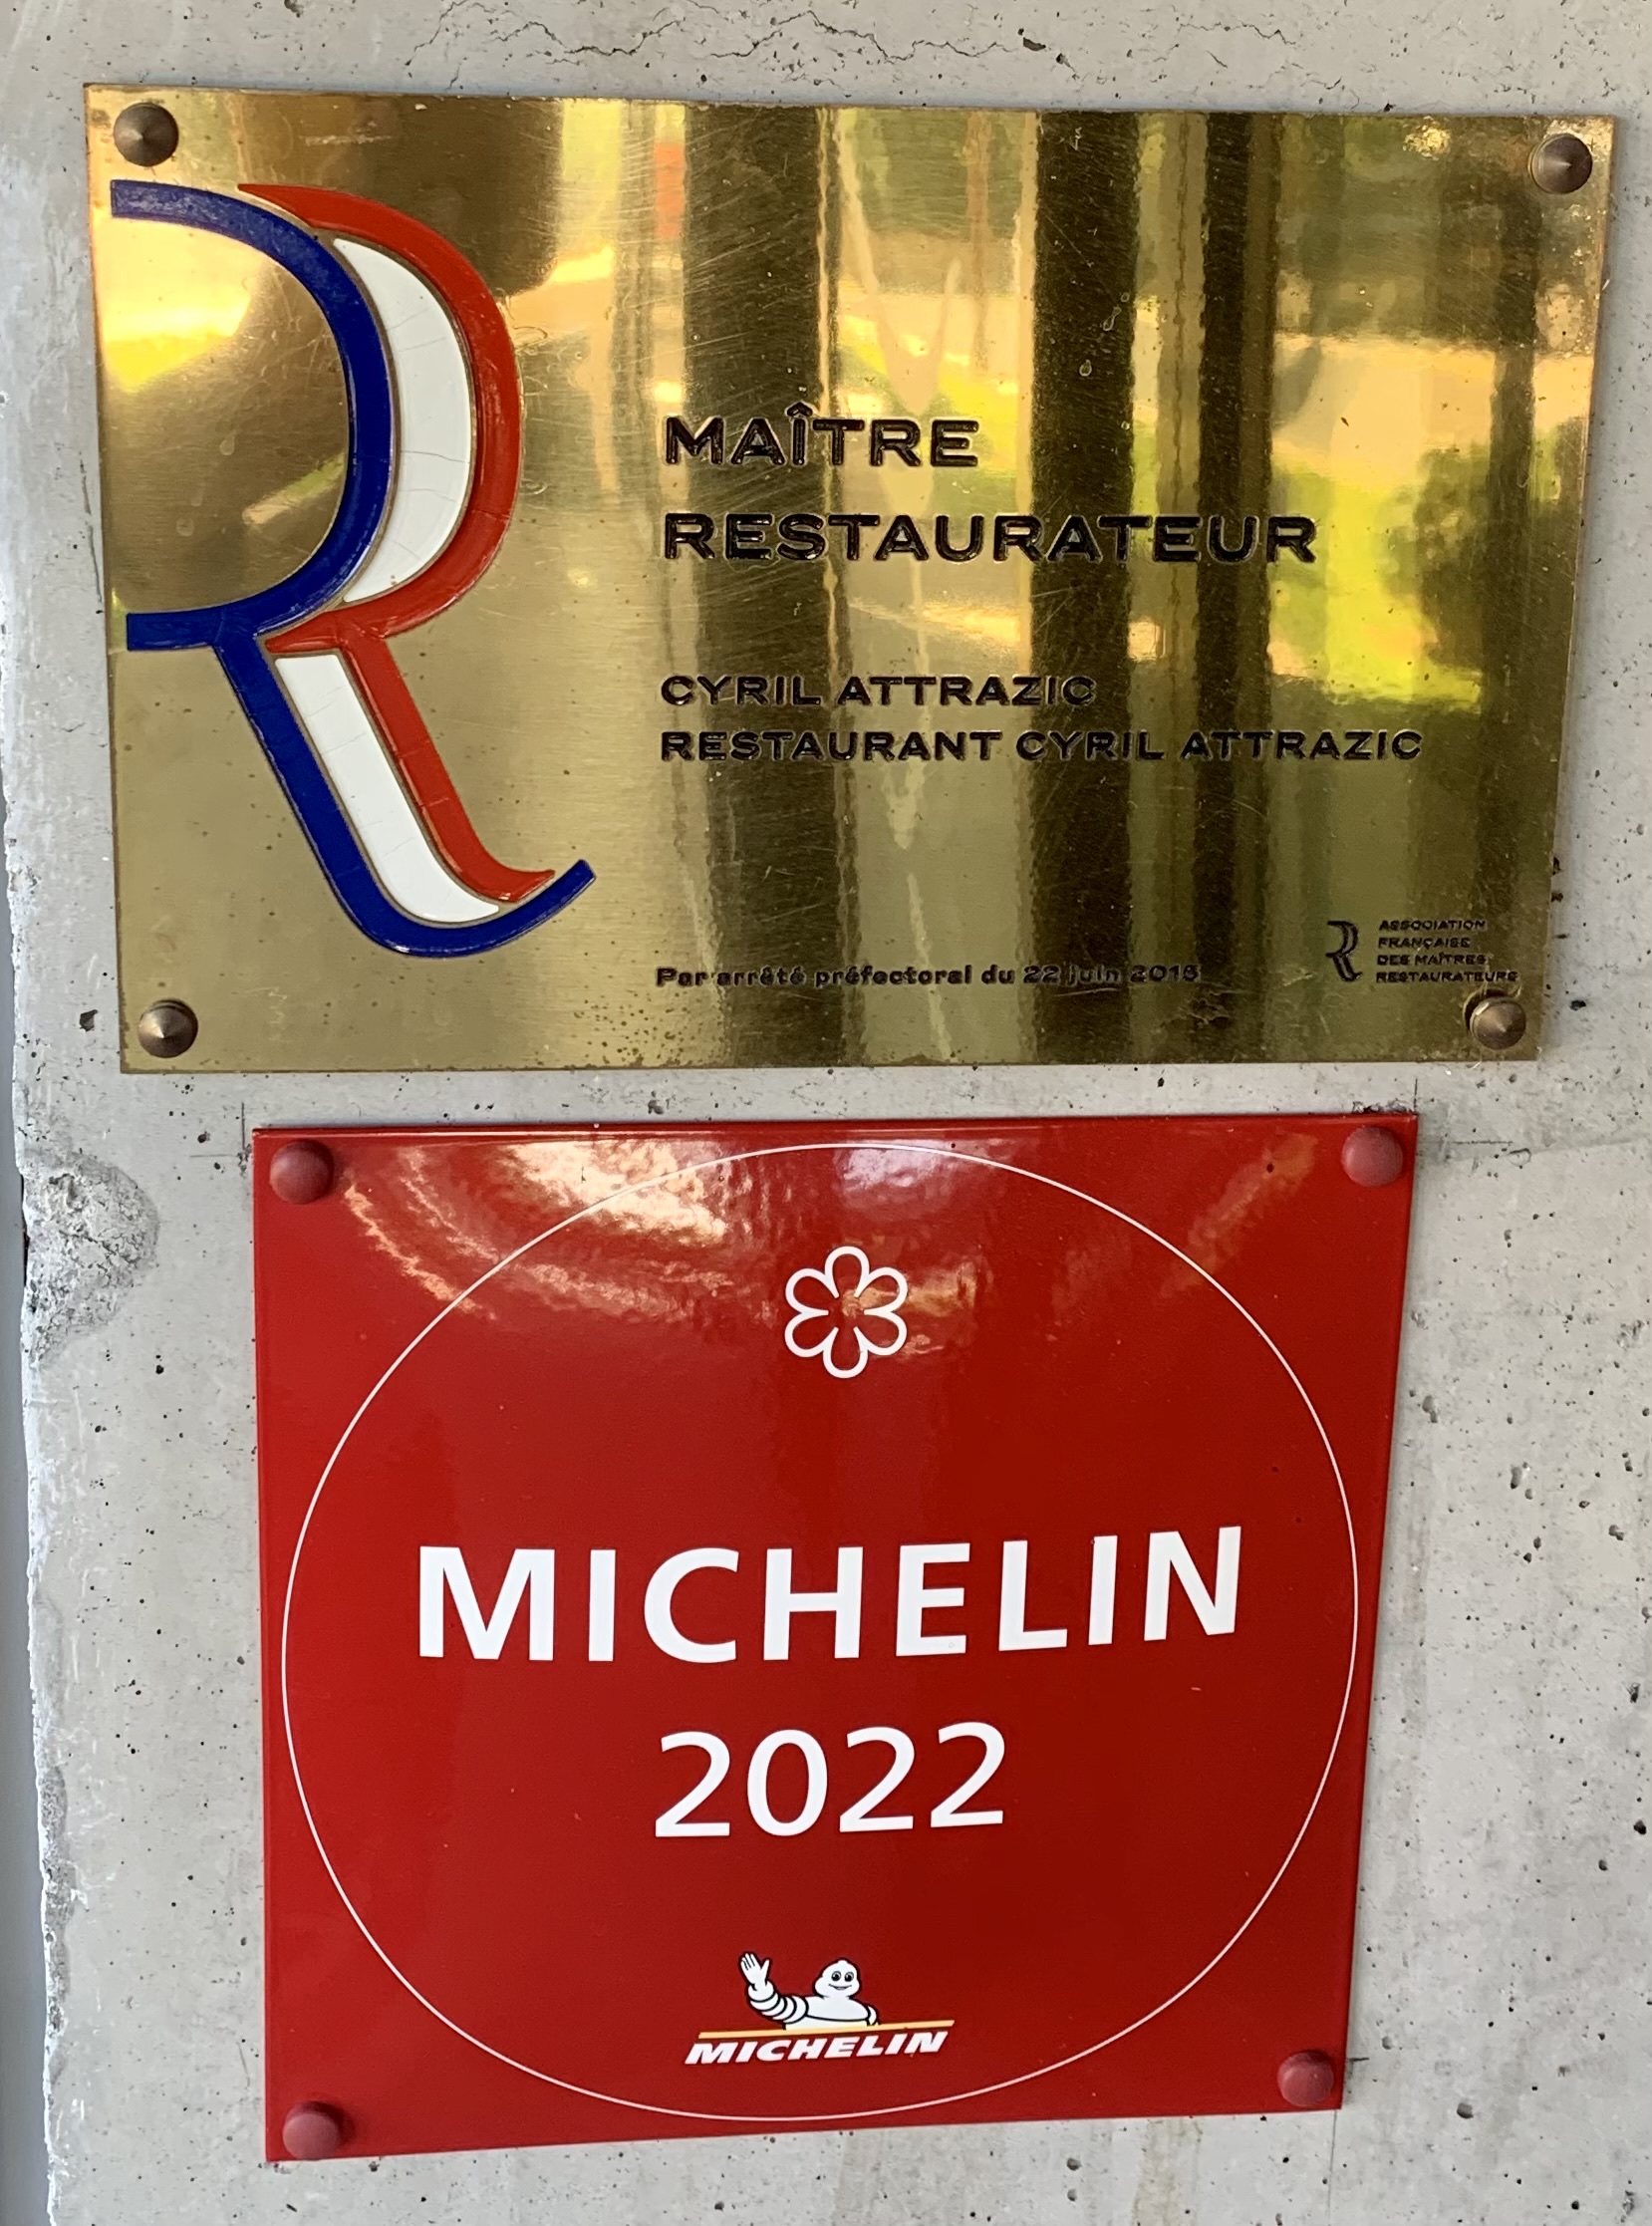 MAÎTRE
RESTAURATEUR
CYRIL ATTRAZIC
RESTAURANT CYRIL ATTRAZIC
Par arrêté préfectoral du 22 juin 2018
ASSOCIATION
FRANÇAISE
DES MAÎTRES
RESTAURATEURS
MICHELIN
2022
MICHELIN